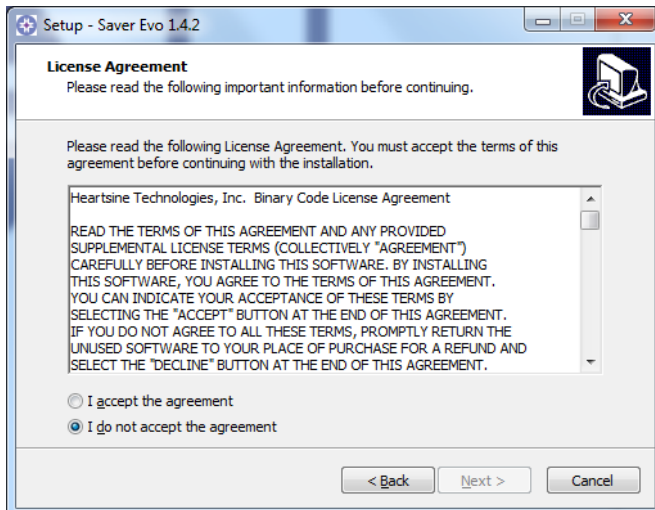 Setup - Saver Evo 1.4.2
License Agreement
Please read the following important information before continuing.
Please read the following License Agreement. You must accept the terms of this
agreement before continuing with the installation.
Heartsine Technologies, Inc.  Binary Code License Agreement
READ THE TERMS OF THIS AGREEMENT AND ANY PROVIDED
SUPPLEMENTAL LICENSE TERMS (COLLECTIVELY "AGREEMENT")
CAREFULLY BEFORE INSTALLING THIS SOFTWARE. BY INSTALLING
THIS SOFTWARE, YOU AGREE TO THE TERMS OF THIS AGREEMENT.
YOU CAN INDICATE YOUR ACCEPTANCE OF THESE TERMS BY
SELECTING THE "ACCEPT" BUTTON AT THE END OF THIS AGREEMENT.
IF YOU DO NOT AGREE TO ALL THESE TERMS, PROMPTLY RETURN THE
UNUSED SOFTWARE TO YOUR PLACE OF PURCHASE FOR A REFUND AND
SELECT THE "DECLINE" BUTTON AT THE END OF THIS AGREEMENT.
I accept the agreement
I do not accept the agreement
< Back
Next >
Cancel